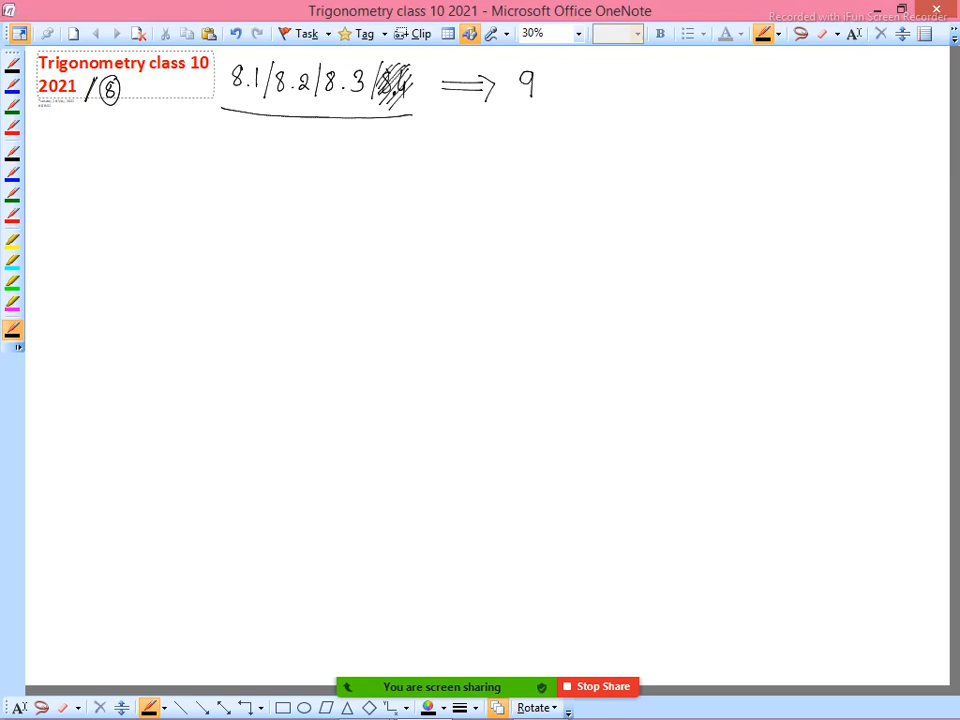 Trigonometry class 10 2021 - Microsoft Office OneNote
Recorded with iFun Screen Recorder
Task
Tag
Clip
30%
B
A
Trigonometry class 10
2021 / 8
8.1/8.2/8.3/8.4 ⟹ 9
You are screen sharing
Stop Share
Rotate